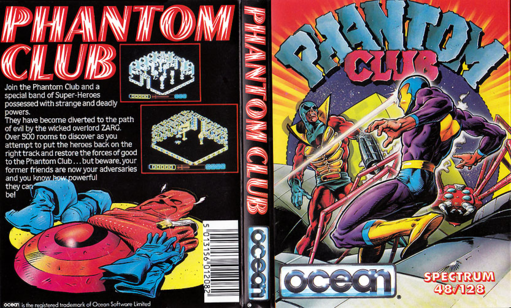 PHANTOM
CLUB
Join the Phantom Club and a
special band of Super-Heroes
possessed with strange and deadly
powers.
They have become diverted to the path
of evil by the wicked overlord ZARG.
Over 500 rooms to discover as you
attempt to put the heroes back on the
right track and restore the forces of good
to the Phantom Club ... but beware, your
former friends are now your adversaries
and you know how powerful
they can
be!
5013156012088
ocean is the registered trademark of Ocean Software Limited
PHANTOM CLUB
ocean
PHANTOM
CLUB
ocean
SPECTRUM
48/128